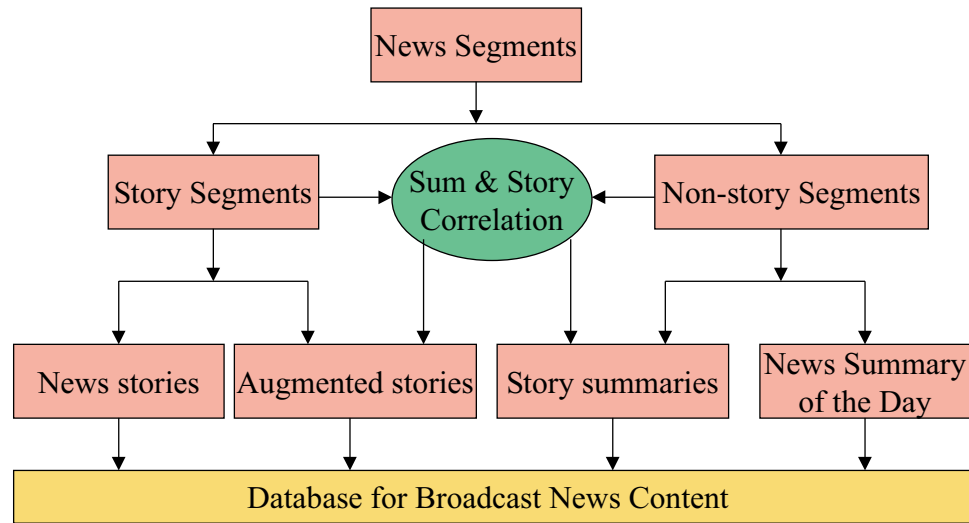 News Segments
Story Segments
Sum & Story
Correlation
Non-story Segments
News stories
Augmented stories
Story summaries
News Summary
of the Day
Database for Broadcast News Content